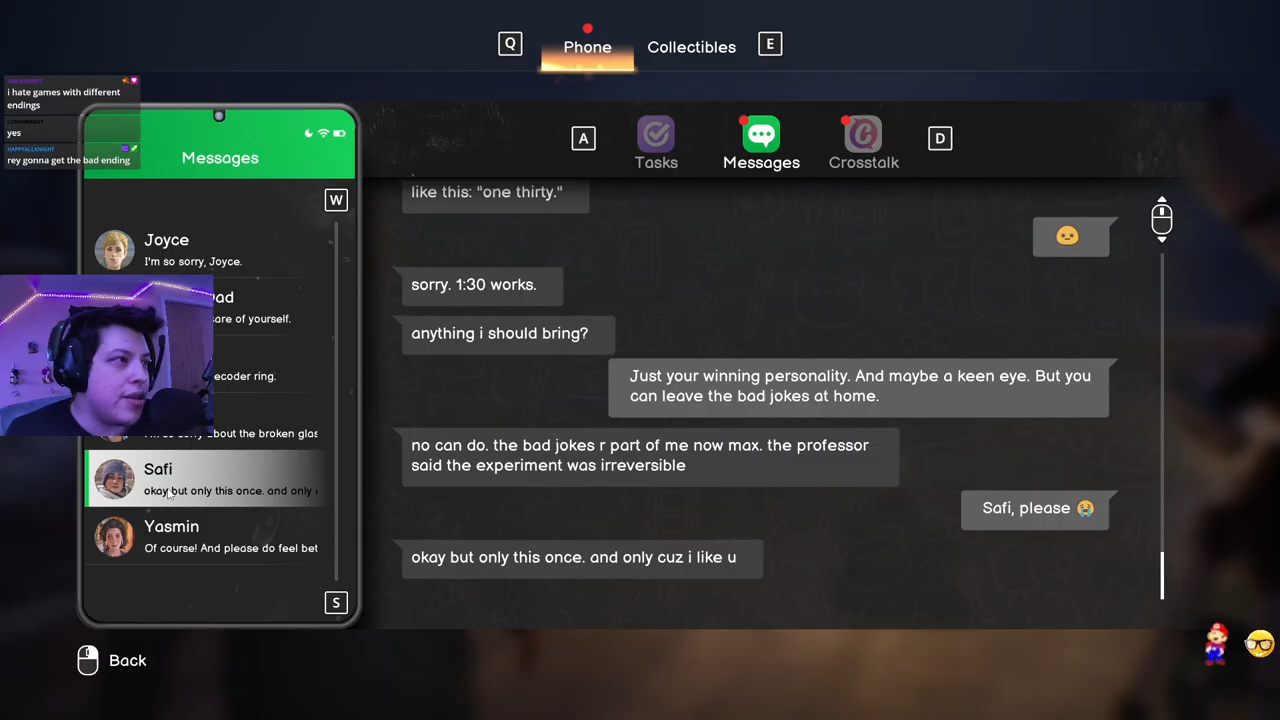 Q
Phone
Collectibles
E
i hate games with different
endings
yes
rey gonna get the bad ending
Messages
A
Tasks
Messages
Crosstalk
D
W
Joyce
I'm so sorry, Joyce.
ad
are of yourself.
ecoder ring.
about the broken glas
Safi
okay but only this once. and only
Yasmin
Of course! And please do feel bet
S
like this: "one thirty."
sorry. 1:30 works.
anything i should bring?
Just your winning personality. And maybe a keen eye. But you
can leave the bad jokes at home.
no can do. the bad jokes r part of me now max. the professor
said the experiment was irreversible
Safi, please 😭
okay but only this once. and only cuz i like u
Back